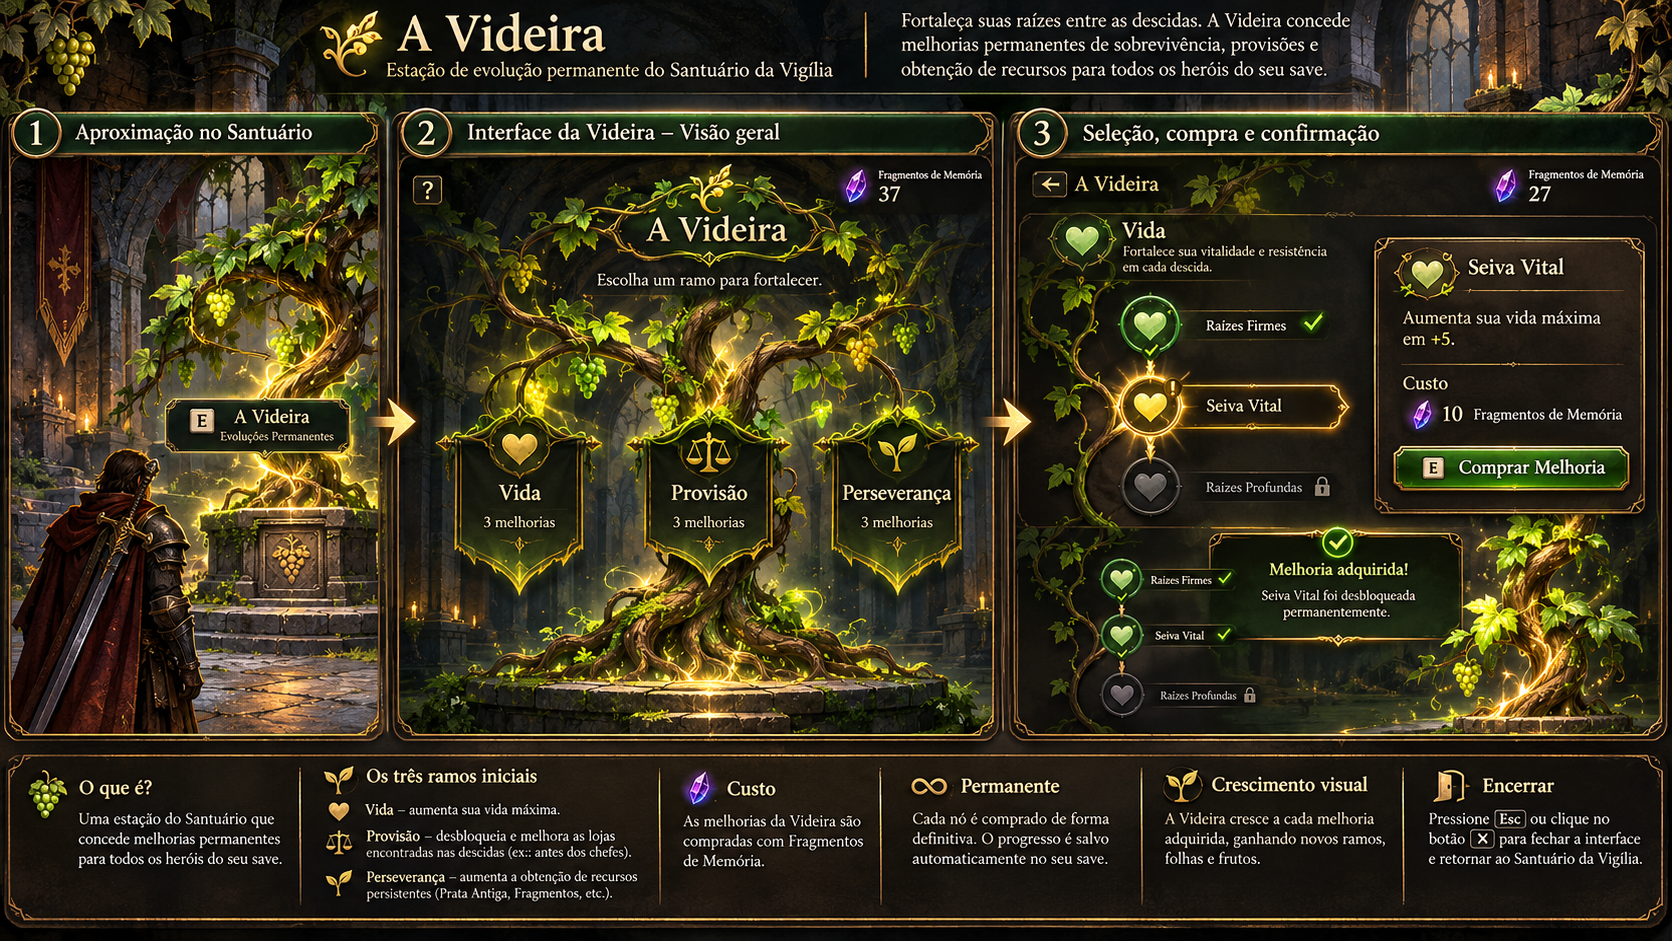 A Videira
Estação de evolução permanente do Santuário da Vigília
Fortaleça suas raízes entre as descidas. A Videira concede
melhorias permanentes de sobrevivência, provisões e
obtenção de recursos para todos os heróis do seu save.
1 Aproximação no Santuário
E A Videira
Evoluções Permanentes
2 Interface da Videira – Visão geral
?
Fragmentos de Memória
37
A Videira
Escolha um ramo para fortalecer.
Vida
3 melhorias
Provisão
3 melhorias
Perseverança
3 melhorias
3 Seleção, compra e confirmação
A Videira
Fragmentos de Memória
27
Vida
Fortalece sua vitalidade e resistência
em cada descida.
Raízes Firmes
!
Seiva Vital
Raízes Profundas
Seiva Vital
Aumenta sua vida máxima
em +5.
Custo
10 Fragmentos de Memória
E Comprar Melhoria
Raízes Firmes
Seiva Vital
Raízes Profundas
Melhoria adquirida!
Seiva Vital foi desbloqueada
permanentemente.
O que é?
Uma estação do Santuário que
concede melhorias permanentes
para todos os heróis do seu save.
Os três ramos iniciais
Vida – aumenta sua vida máxima.
Provisão – desbloqueia e melhora as lojas
encontradas nas descidas (ex:: antes dos chefes).
Perseverança – aumenta a obtenção de recursos
persistentes (Prata Antiga, Fragmentos, etc.).
Custo
As melhorias da Videira são
compradas com Fragmentos
de Memória.
Permanente
Cada nó é comprado de forma
definitiva. O progresso é salvo
automaticamente no seu save.
Crescimento visual
A Videira cresce a cada melhoria
adquirida, ganhando novos ramos,
folhas e frutos.
Encerrar
Pressione Esc ou clique no
botão X para fechar a interface
e retornar ao Santuário da Vigília.